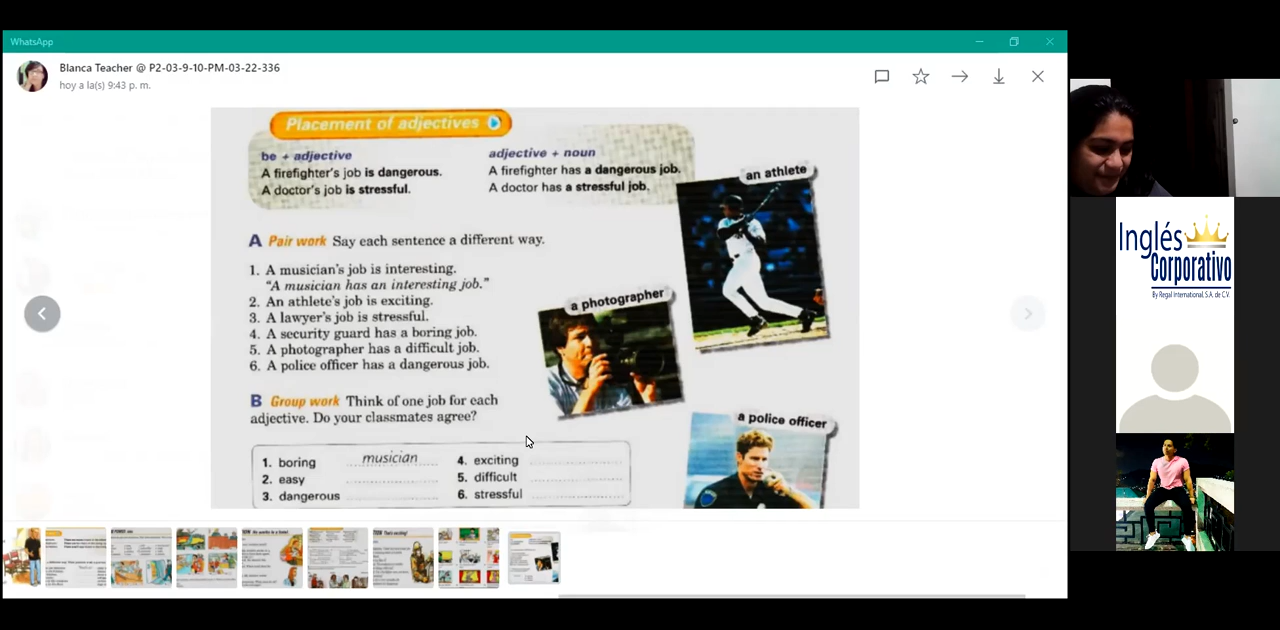 WhatsApp
Blanca Teacher @ P2-03-9-10-PM-03-22-336
hoy a la(s) 9:43 p. m.
Placement of adjectives
be + adjective
A firefighter's job is dangerous.
A doctor's job is stressful.
adjective + noun
A firefighter has a dangerous job.
A doctor has a stressful job.
an athlete
A Pair work Say each sentence a different way.
1. A musician's job is interesting.
"A musician has an interesting job."
2. An athlete's job is exciting.
3. A lawyer's job is stressful.
4. A security guard has a boring job.
5. A photographer has a difficult job.
6. A police officer has a dangerous job.
a photographer
B Group work Think of one job for each
adjective. Do your classmates agree?
a police officer
1. boring musician
2. easy
3. dangerous
4. exciting
5. difficult
6. stressful
Inglés
Corporativo
By Regal International, S.A. de C.V.